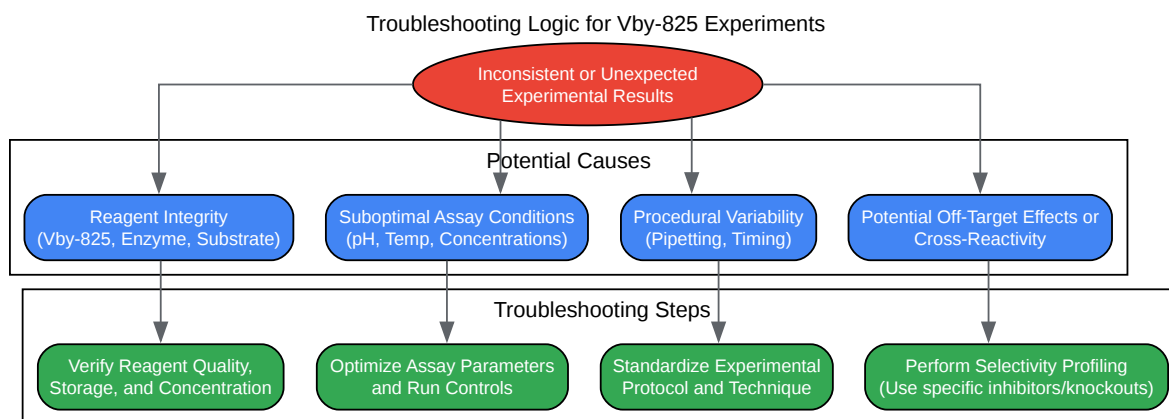 Troubleshooting Logic for Vby-825 Experiments
Inconsistent or Unexpected
Experimental Results
Potential Causes
Reagent Integrity
(Vby-825, Enzyme, Substrate)
Suboptimal Assay Conditions
(pH, Temp, Concentrations)
Procedural Variability
(Pipetting, Timing)
Potential Off-Target Effects or
Cross-Reactivity
Troubleshooting Steps
Verify Reagent Quality,
Storage, and Concentration
Optimize Assay Parameters
and Run Controls
Standardize Experimental
Protocol and Technique
Perform Selectivity Profiling
(Use specific inhibitors/knockouts)